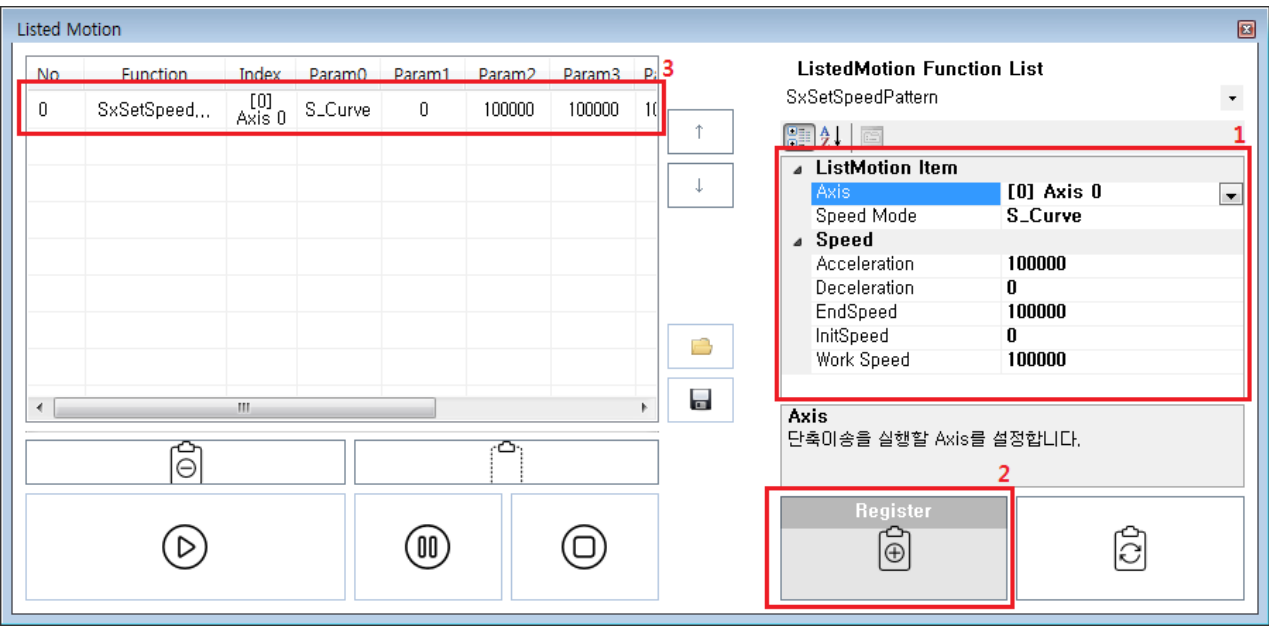 Listed Motion
No Function Index Param0 Param1 Param2 Param3
3
0 SxSetSpeed... [0] Axis 0 S_Curve 0 100000 100000
↑
↓
ListedMotion Function List
SxSetSpeedPattern
1
ListMotion Item
Axis [0] Axis 0
Speed Mode S_Curve
Speed
Acceleration 100000
Deceleration 0
EndSpeed 100000
InitSpeed 0
Work Speed 100000
Axis
단축이송을 실행할 Axis를 설정합니다.
2
Register